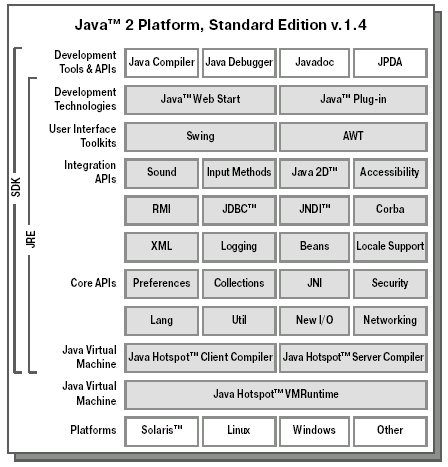 Java™ 2 Platform, Standard Edition v.1.4
Development Tools & APIs
Java Compiler Java Debugger Javadoc JPDA
Development Technologies
Java™ Web Start Java™ Plug-in
User Interface Toolkits
Swing AWT
Integration APIs
Sound Input Methods Java 2D™ Accessibility
RMI JDBC™ JNDI™ Corba
XML Logging Beans Locale Support
Core APIs
Preferences Collections JNI Security
Lang Util New I/O Networking
Java Virtual Machine
Java Hotspot™ Client Compiler Java Hotspot™ Server Compiler
Java Virtual Machine
Java Hotspot™ VMRuntime
Platforms
Solaris™ Linux Windows Other
SDK
JRE